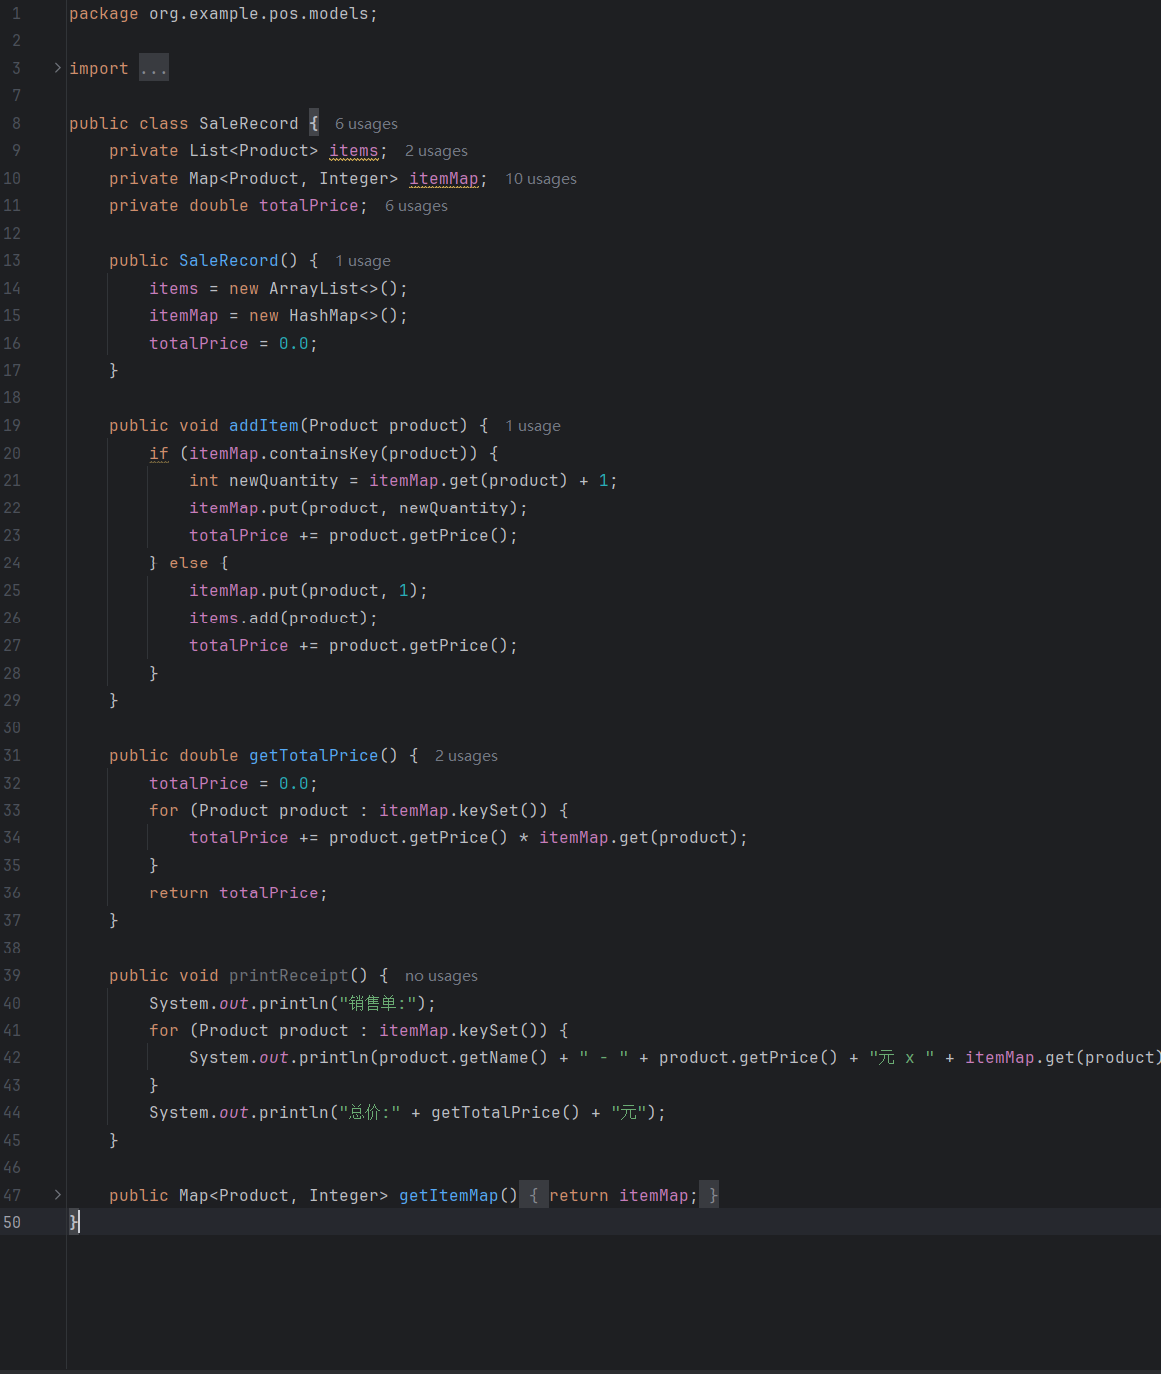 1 package org.example.pos.models;
2
3 > import ...
7
8 public class SaleRecord { 6 usages
9     private List<Product> items; 2 usages
10     private Map<Product, Integer> itemMap; 10 usages
11     private double totalPrice; 6 usages
12
13     public SaleRecord() { 1 usage
14         items = new ArrayList<>();
15         itemMap = new HashMap<>();
16         totalPrice = 0.0;
17     }
18
19     public void addItem(Product product) { 1 usage
20         if (itemMap.containsKey(product)) {
21             int newQuantity = itemMap.get(product) + 1;
22             itemMap.put(product, newQuantity);
23             totalPrice += product.getPrice();
24         } else {
25             itemMap.put(product, 1);
26             items.add(product);
27             totalPrice += product.getPrice();
28         }
29     }
30
31     public double getTotalPrice() { 2 usages
32         totalPrice = 0.0;
33         for (Product product : itemMap.keySet()) {
34             totalPrice += product.getPrice() * itemMap.get(product);
35         }
36         return totalPrice;
37     }
38
39     public void printReceipt() { no usages
40         System.out.println("销售单:");
41         for (Product product : itemMap.keySet()) {
42             System.out.println(product.getName() + " - " + product.getPrice() + "元 x " + itemMap.get(product)
43         }
44         System.out.println("总价:" + getTotalPrice() + "元");
45     }
46
47 >     public Map<Product, Integer> getItemMap() { return itemMap; }
50 }